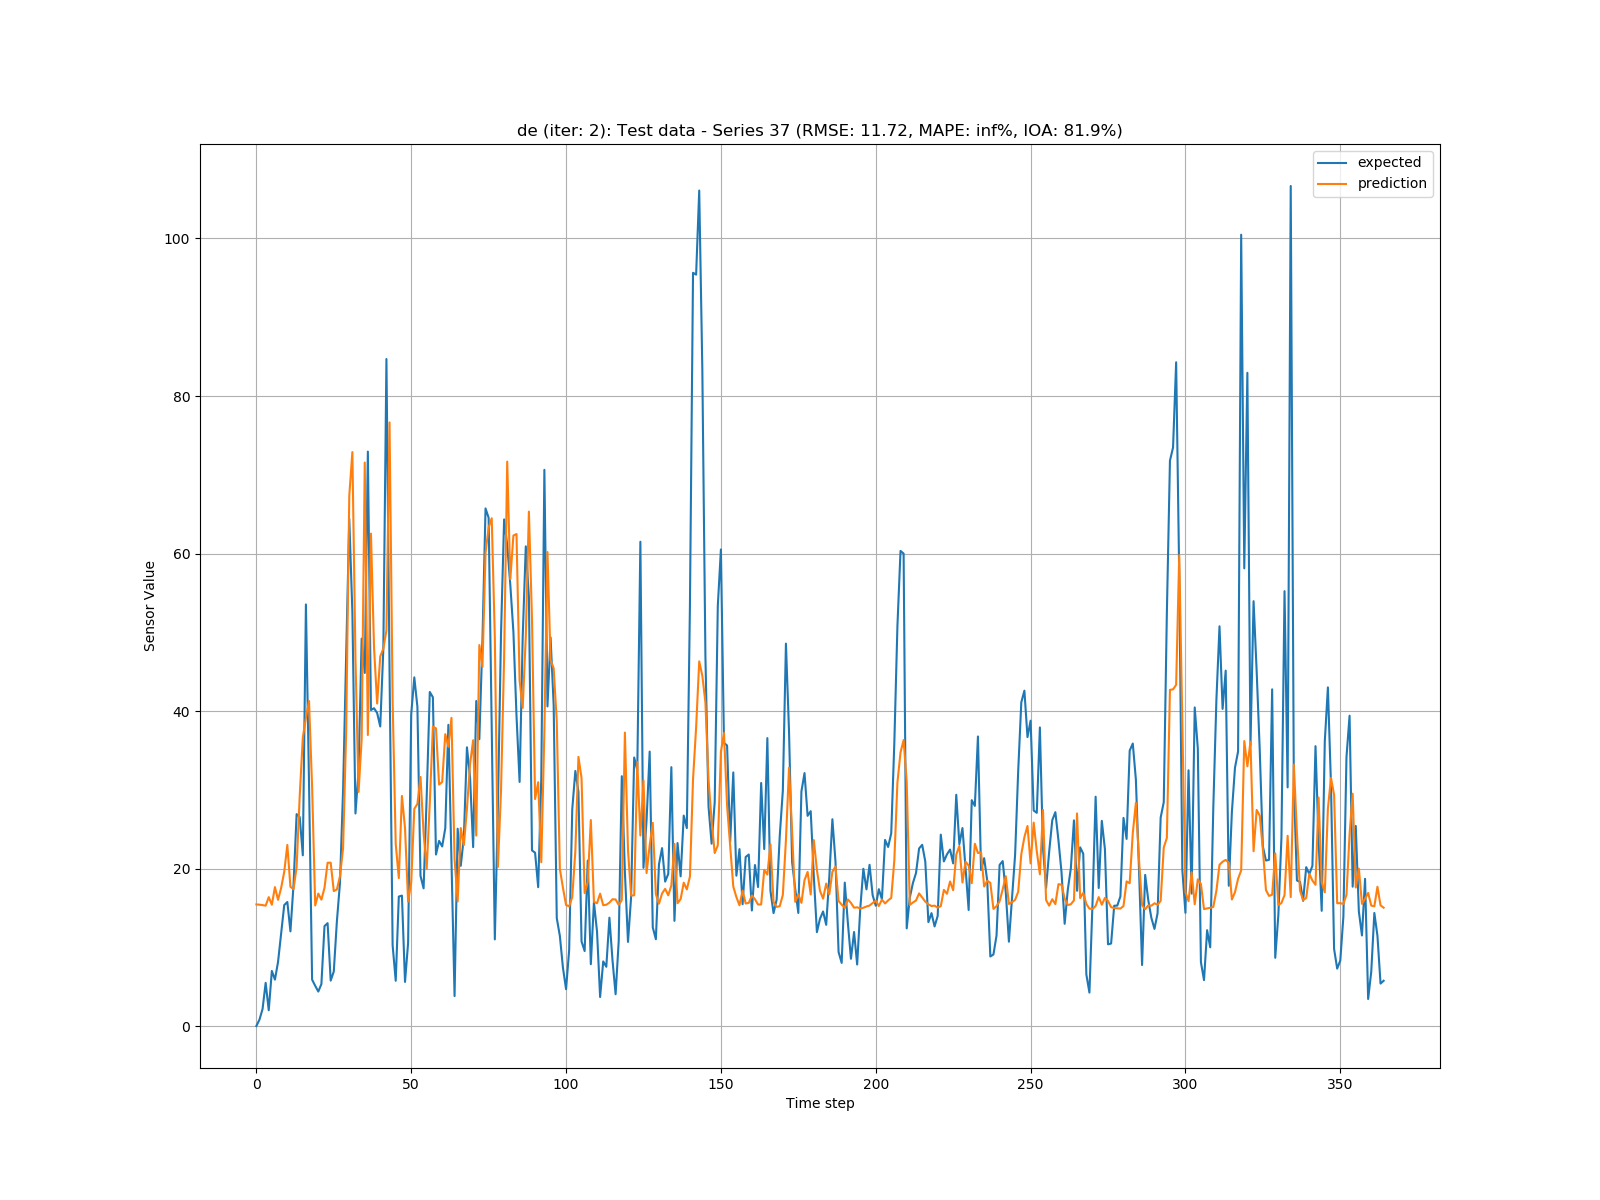 de (iter: 2): Test data - Series 37 (RMSE: 11.72, MAPE: inf%, IOA: 81.9%)
expected
prediction
100
80
60
40
20
0
Sensor Value
0 50 100 150 200 250 300 350
Time step